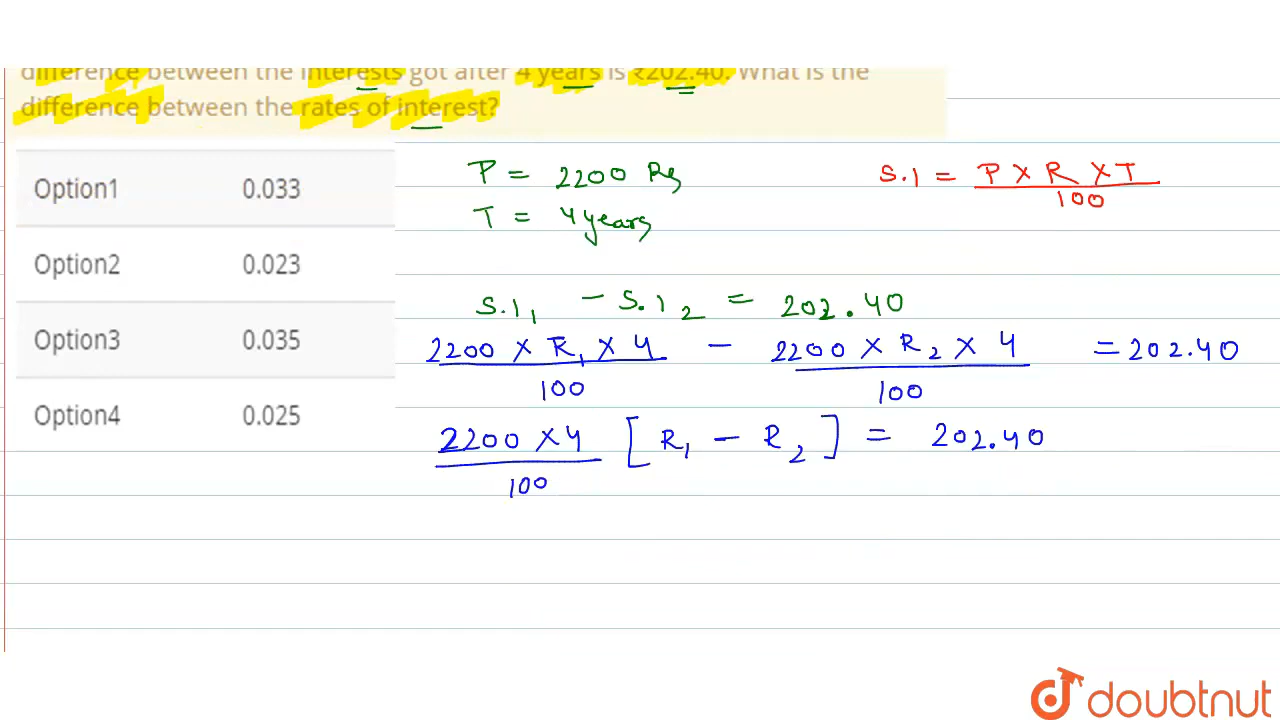 difference between the interests got after 4 years is ₹202.40. What is the
difference between the rates of interest?
Option1 0.033
Option2 0.023
Option3 0.035
Option4 0.025
P = 2200 Rs
T = 4 years
S.I = P X R X T / 100
S.I1 - S.I2 = 202.40
2200 X R1 X 4 / 100 - 2200 X R2 X 4 / 100 = 202.40
2200 X 4 / 100 [ R1 - R2 ] = 202.40
doubtnut